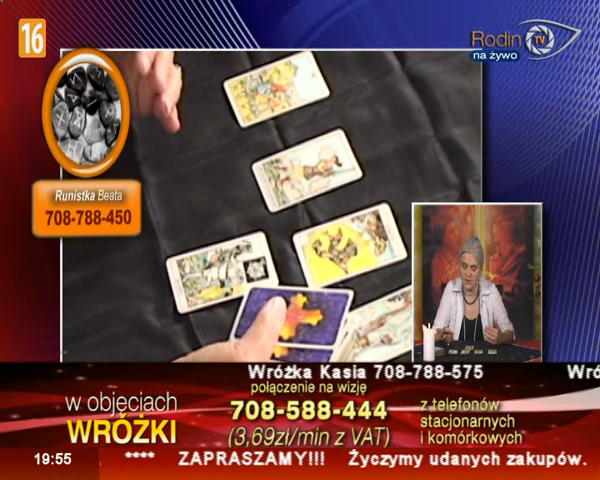 16
Rodin TV
na żywo
Runistka Beata
708-788-450
Wróżka Kasia 708-788-575
Wró
w objęciach
WRÓŻKI
połączenie na wizję
708-588-444
(3,69zł/min z VAT)
z telefonów
stacjonarnych
i komórkowych
19:55
**** ZAPRASZAMY!!! Życzymy udanych zakupów.